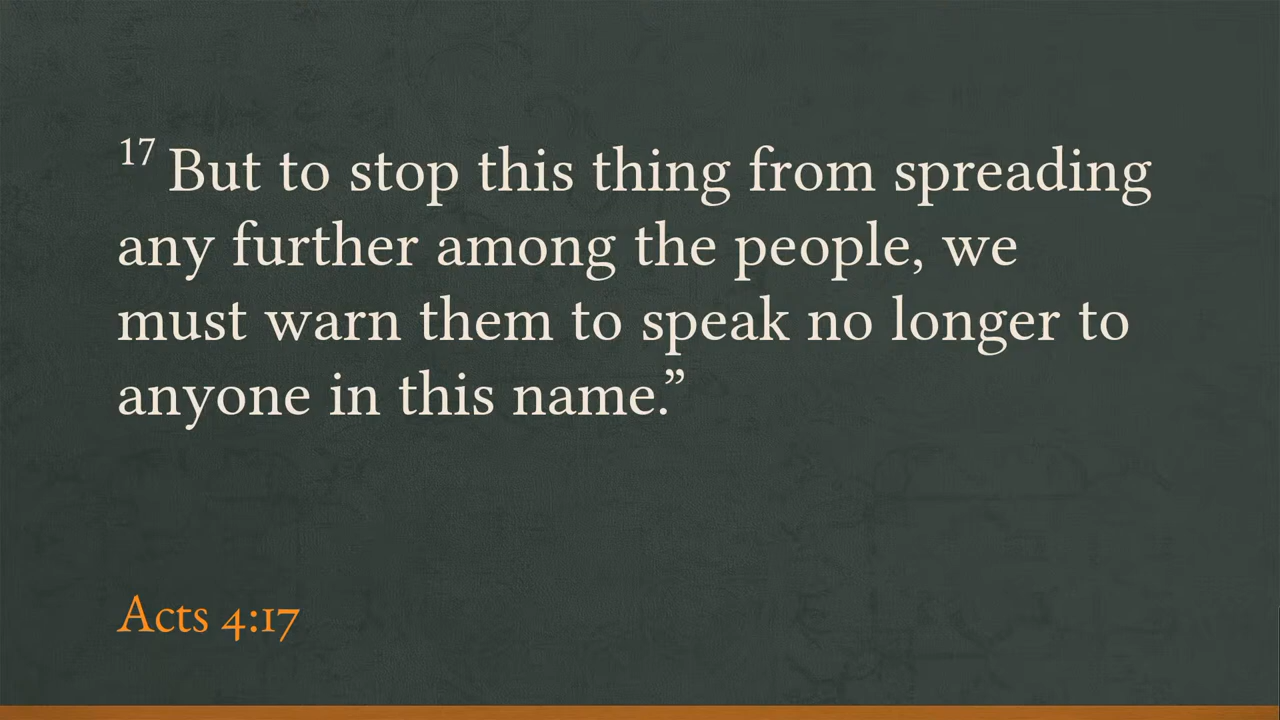 17 But to stop this thing from spreading
any further among the people, we
must warn them to speak no longer to
anyone in this name.”
Acts 4:17